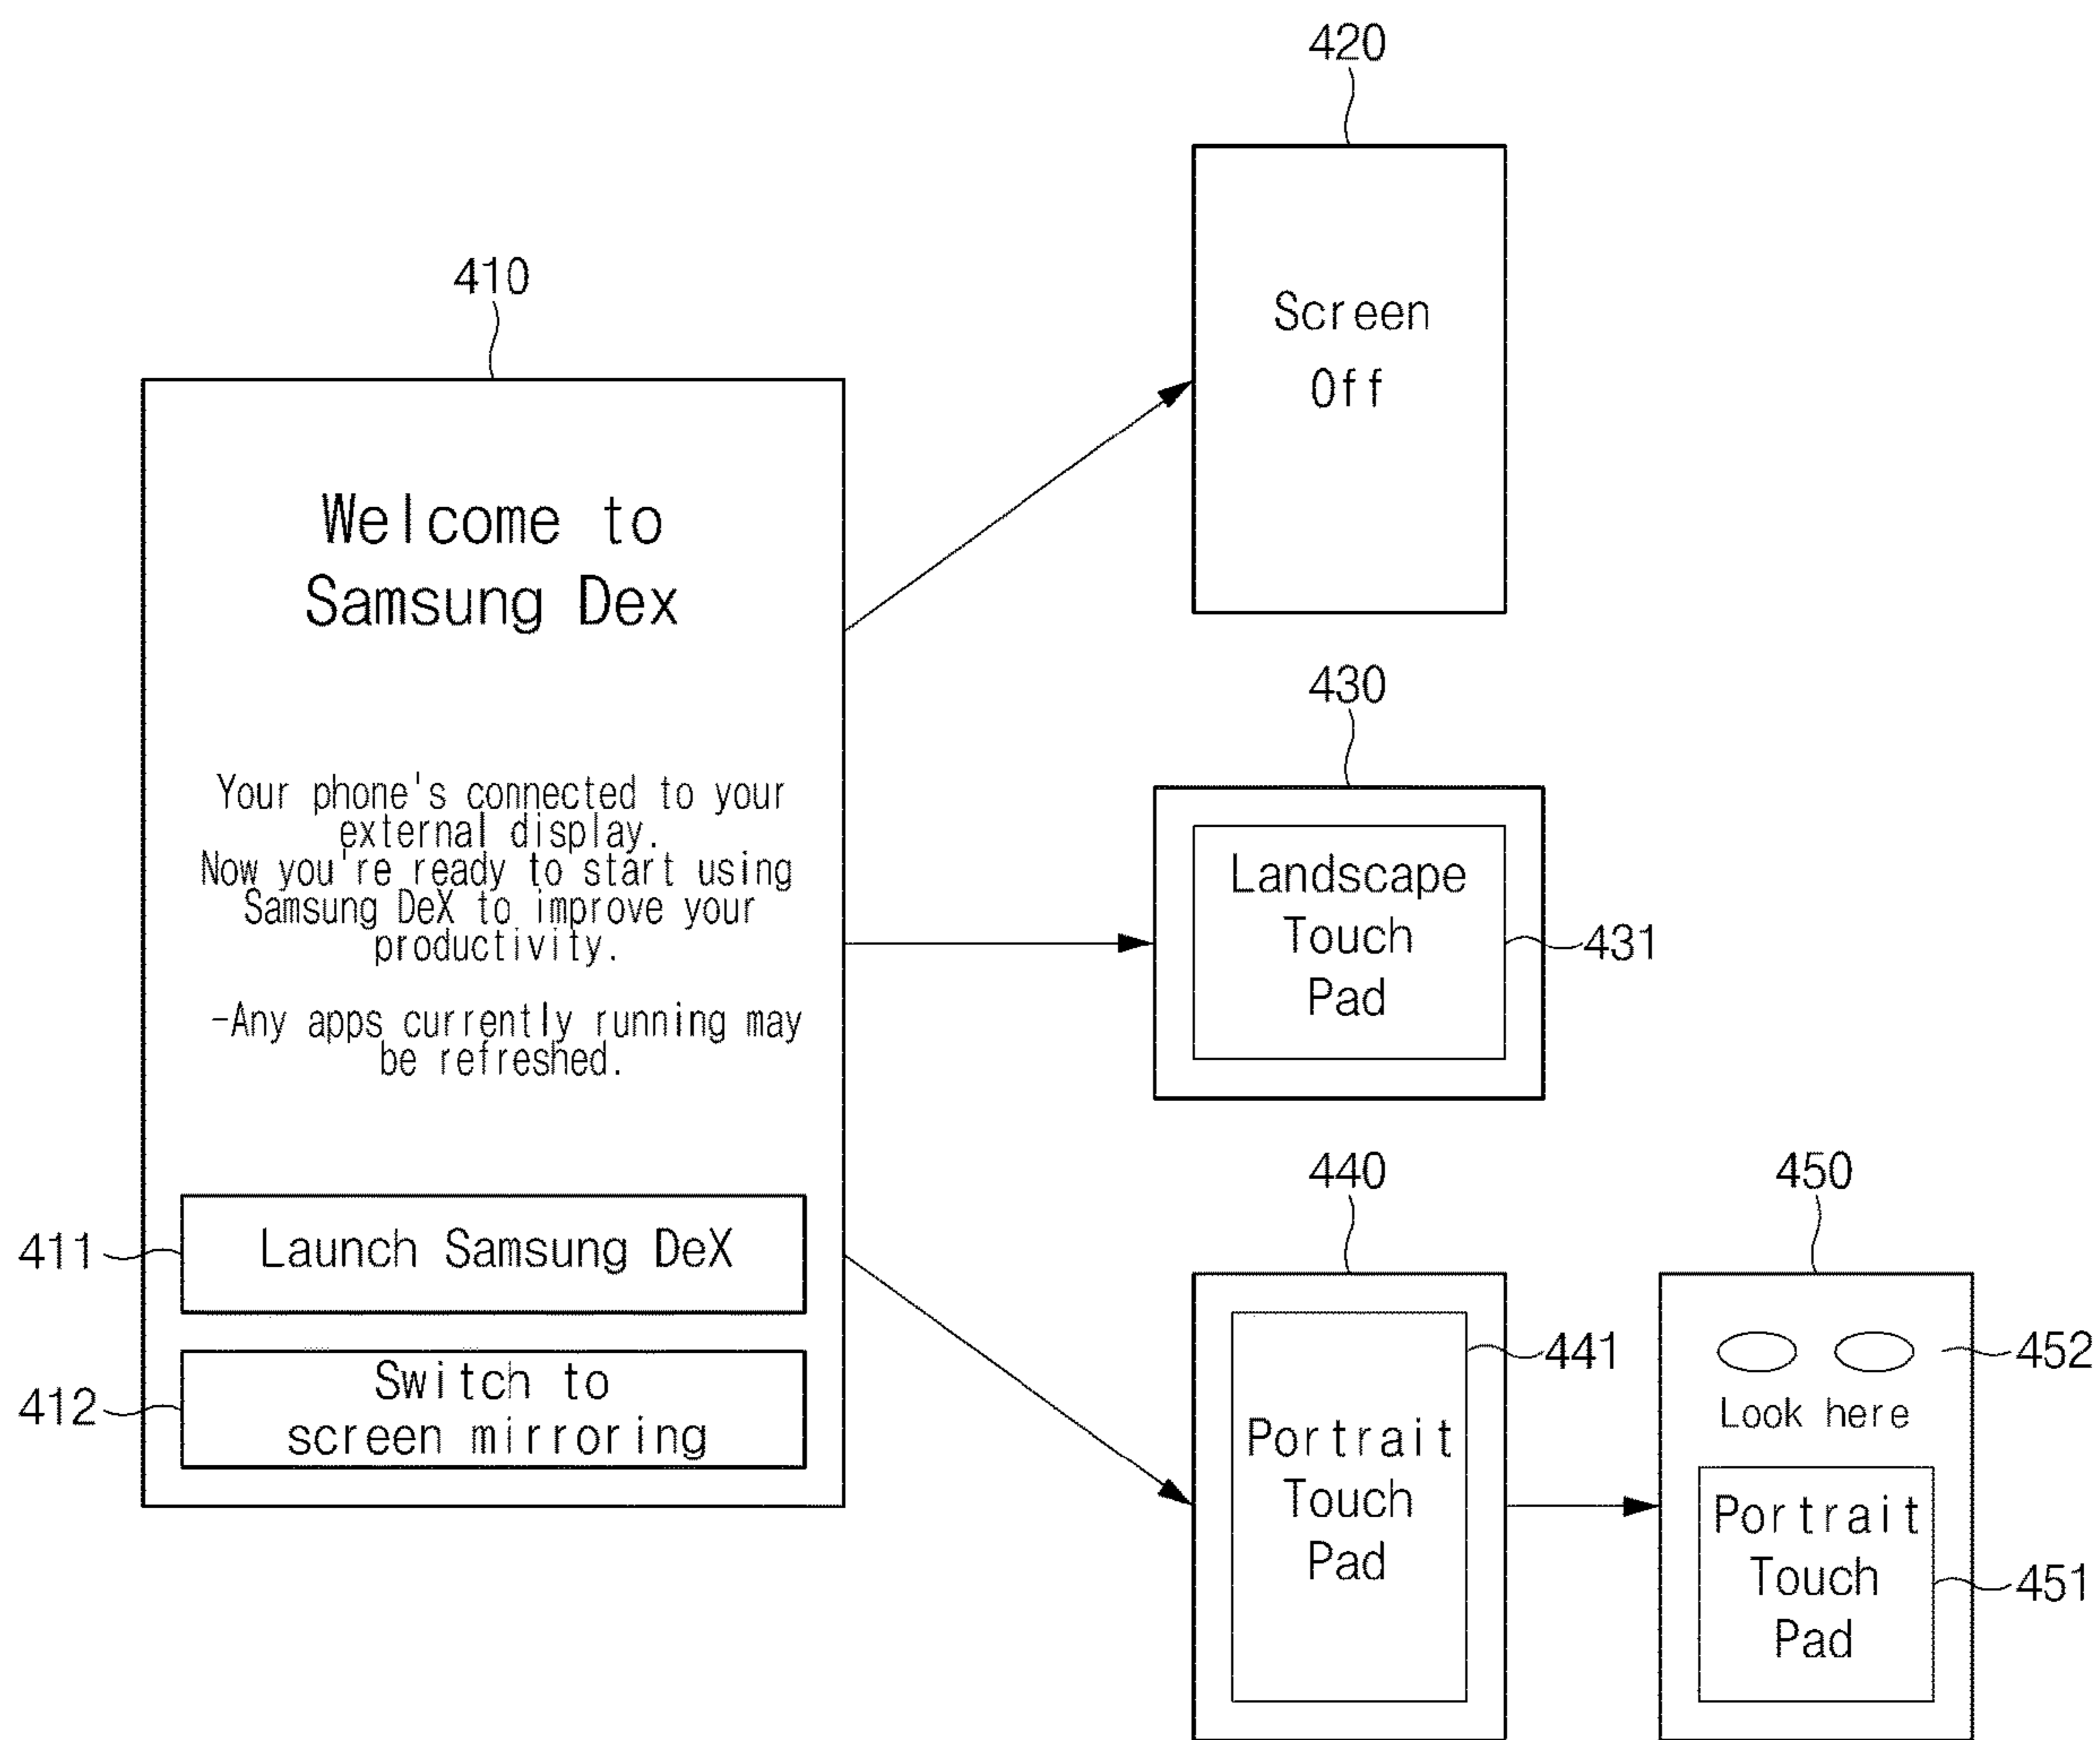 410
Welcome to
Samsung Dex
Your phone's connected to your
external display.
Now you're ready to start using
Samsung DeX to improve your
productivity.
-Any apps currently running may
be refreshed.
411
Launch Samsung DeX
412
Switch to
screen mirroring
420
Screen
Off
430
Landscape
Touch
Pad
431
440
Portrait
Touch
Pad
441
450
452
Look here
Portrait
Touch
Pad
451